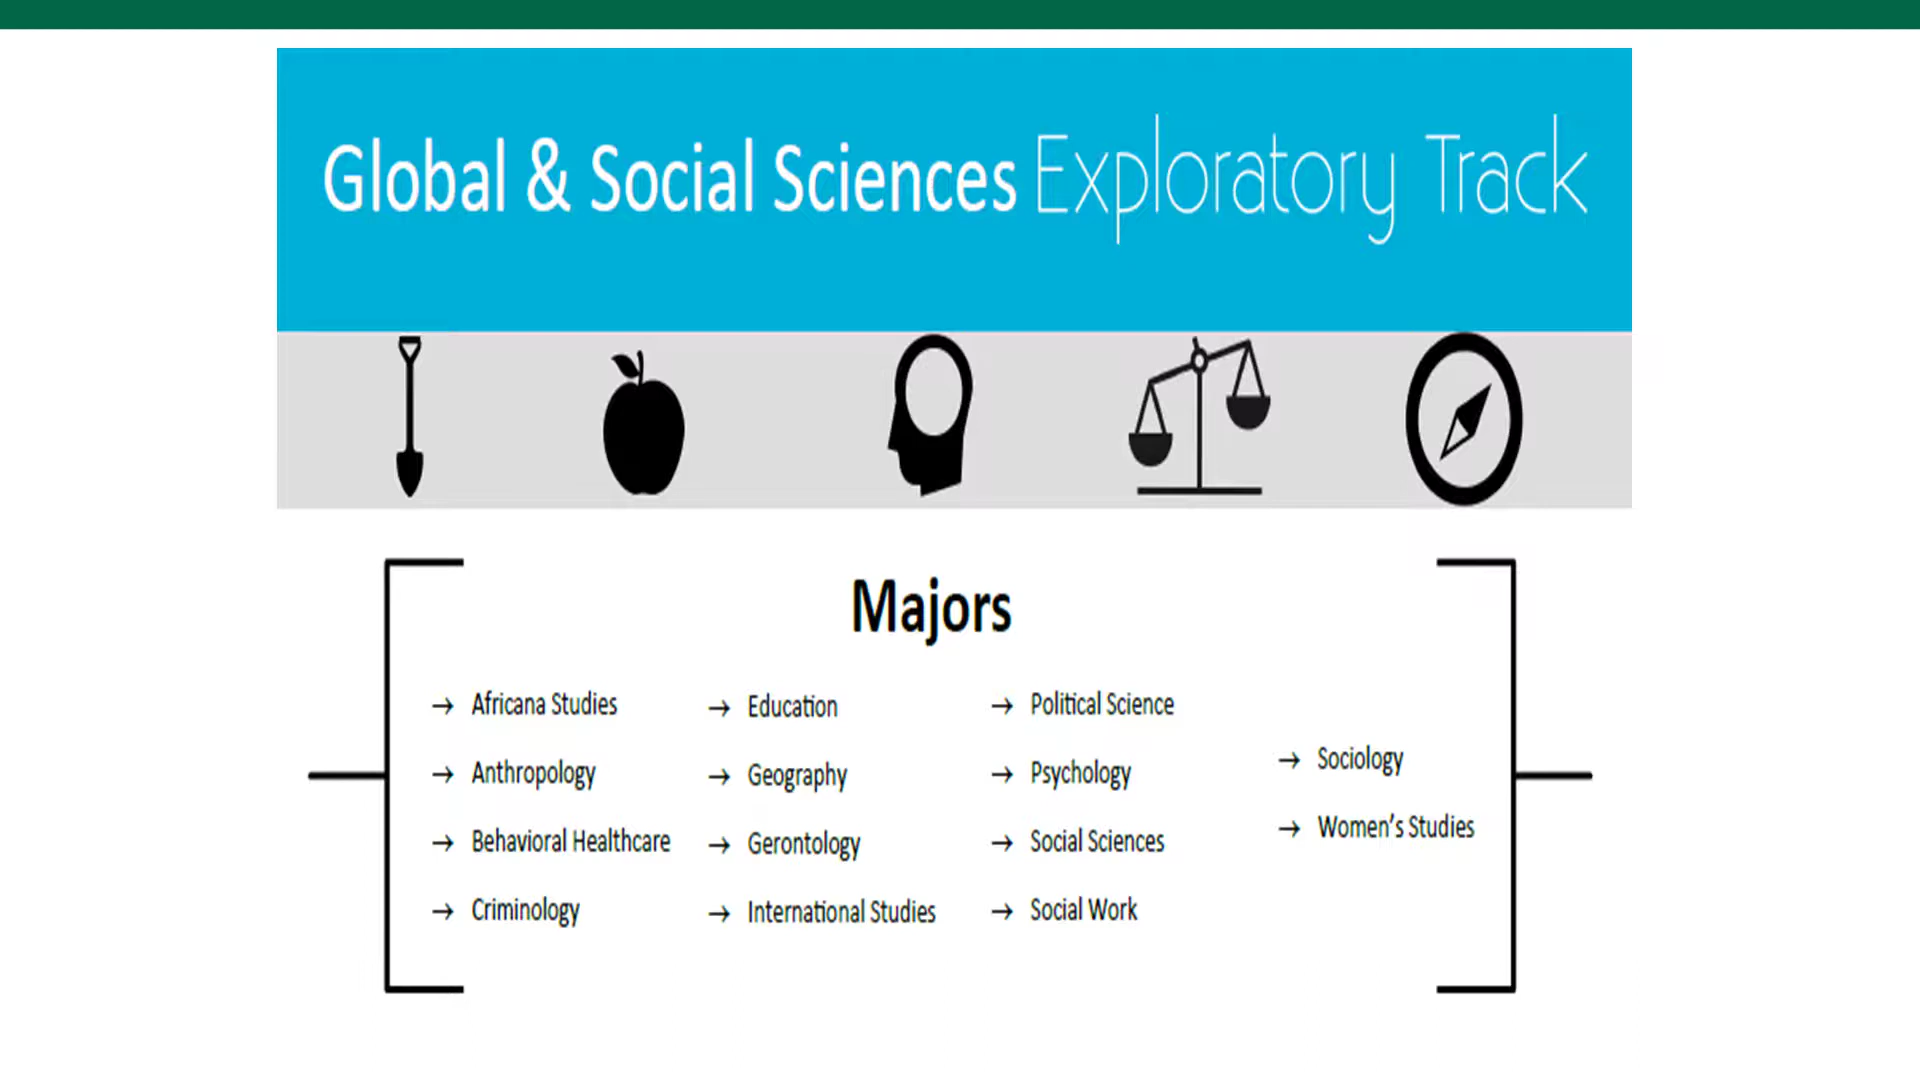 Global & Social Sciences Exploratory Track
Majors
→ Africana Studies
→ Anthropology
→ Behavioral Healthcare
→ Criminology
→ Education
→ Geography
→ Gerontology
→ International Studies
→ Political Science
→ Psychology
→ Social Sciences
→ Social Work
→ Sociology
→ Women’s Studies